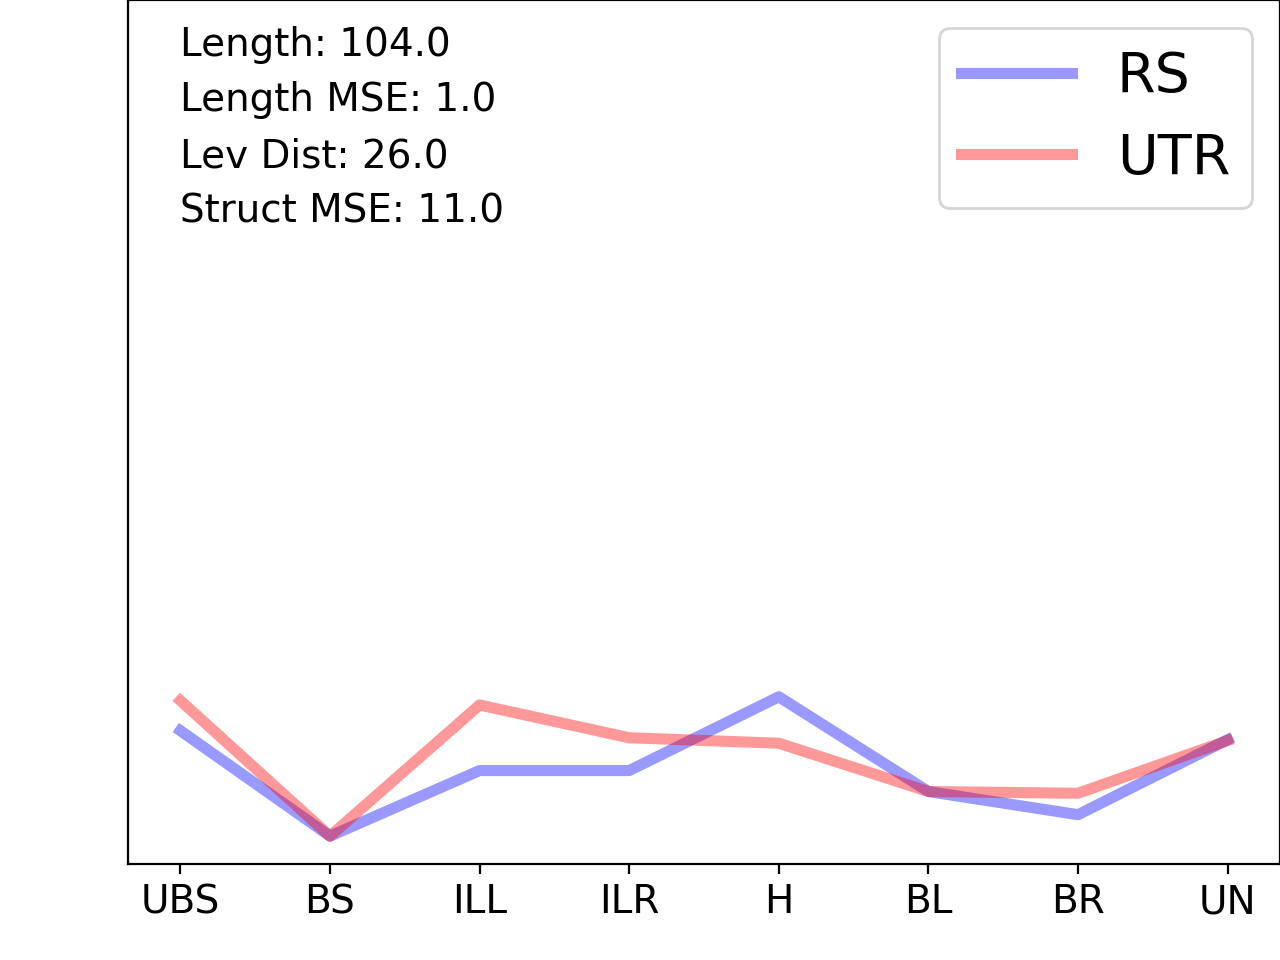 Length: 104.0
Length MSE: 1.0
Lev Dist: 26.0
Struct MSE: 11.0
RS
UTR
UBS BS ILL ILR H BL BR UN